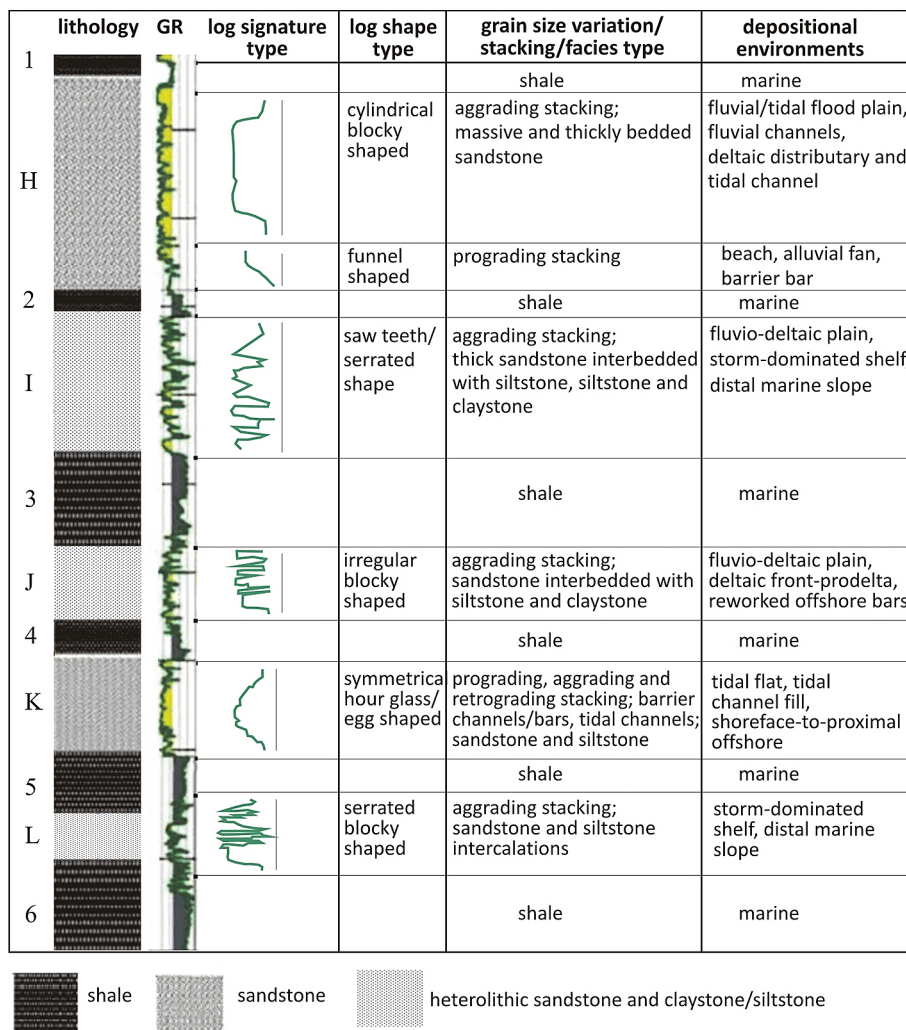 lithology GR log signature type log shape type grain size variation/ stacking/facies type depositional environments
1
shale marine
H
cylindrical
blocky
shaped
aggrading stacking;
massive and thickly bedded
sandstone
fluvial/tidal flood plain,
fluvial channels,
deltaic distributary and
tidal channel
funnel
shaped
prograding stacking
beach, alluvial fan,
barrier bar
2
shale marine
I
saw teeth/
serrated
shape
aggrading stacking;
thick sandstone interbedded
with siltstone, siltstone and
claystone
fluvio-deltaic plain,
storm-dominated shelf,
distal marine slope
3
shale marine
J
irregular
blocky
shaped
aggrading stacking;
sandstone interbedded with
siltstone and claystone
fluvio-deltaic plain,
deltaic front-prodelta,
reworked offshore bars
4
shale marine
K
symmetrica
hour glass/
egg shaped
prograding, aggrading and
retrograding stacking; barrier
channels/bars, tidal channels;
sandstone and siltstone
tidal flat, tidal
channel fill,
shoreface-to-proximal
offshore
5
shale marine
L
serrated
blocky
shaped
aggrading stacking;
sandstone and siltstone
intercalations
storm-dominated
shelf, distal marine
slope
6
shale marine
shale sandstone heterolithic sandstone and claystone/siltstone